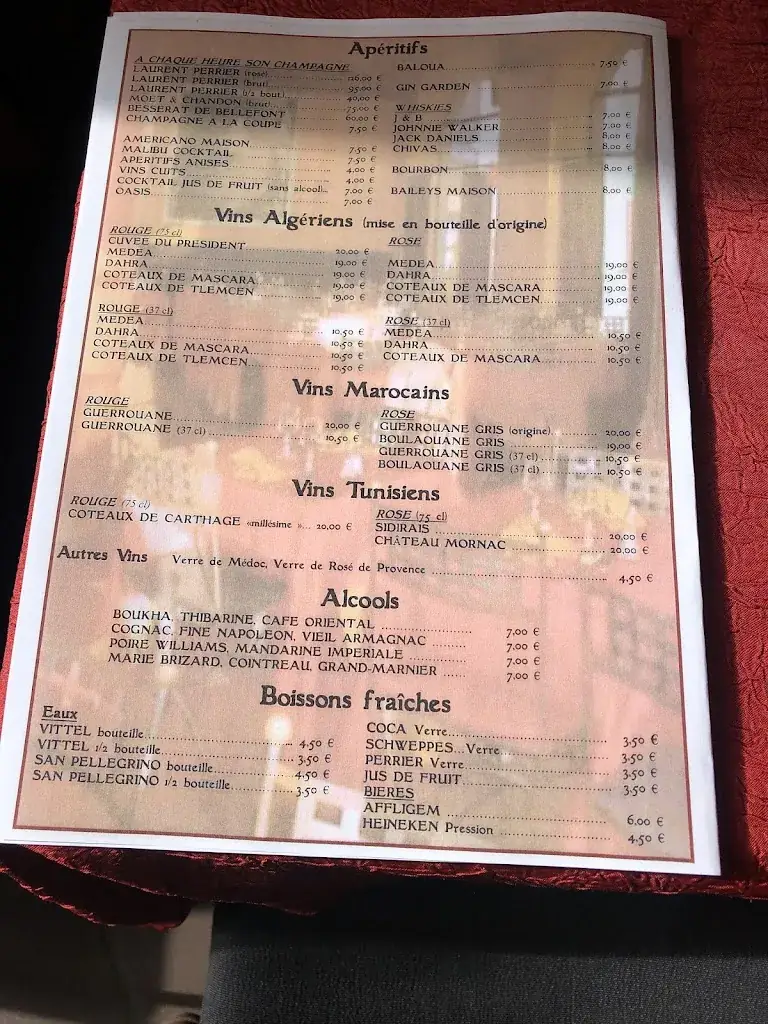 Apéritifs
A CHAQUE HEURE SON CHAMPAGNE
LAURENT PERRIER (rosé) 126,00 €
LAURENT PERRIER (brut) 95,00 €
LAURENT PERRIER (1/2 bout) 40,00 €
MOET & CHANDON (brut) 75,00 €
BESSERAT DE BELLEFONT 60,00 €
CHAMPAGNE A LA COUPE 7,50 €
AMERICANO MAISON 7,50 €
MALIBU COCKTAIL 7,50 €
APERITIFS ANISES 4,00 €
VINS CUITS 4,00 €
COCKTAIL JUS DE FRUIT (sans alcool) 7,00 €
OASIS 7,00 €
BALOUA 7,50 €
GIN GARDEN 7,00 €
WHISKIES
J & B 7,00 €
JOHNNIE WALKER 7,00 €
JACK DANIELS 8,00 €
CHIVAS 8,00 €
BOURBON 8,00 €
BAILEYS MAISON 8,00 €
Vins Algériens (mise en bouteille d'origine)
ROUGE (75 cl)
CUVEE DU PRESIDENT 20,00 €
MEDEA 19,00 €
DAHRA 19,00 €
COTEAUX DE MASCARA 19,00 €
COTEAUX DE TLEMCEN 19,00 €
ROSE
MEDEA 19,00 €
DAHRA 19,00 €
COTEAUX DE MASCARA 19,00 €
COTEAUX DE TLEMCEN 19,00 €
ROUGE (37 cl)
MEDEA 10,50 €
DAHRA 10,50 €
COTEAUX DE MASCARA 10,50 €
COTEAUX DE TLEMCEN 10,50 €
ROSE (37 cl)
MEDEA 10,50 €
DAHRA 10,50 €
COTEAUX DE MASCARA 10,50 €
Vins Marocains
ROUGE
GUERROUANE 20,00 €
GUERROUANE (37 cl) 10,50 €
ROSE
GUERROUANE GRIS (origine) 20,00 €
BOULAOUANE GRIS 19,00 €
GUERROUANE GRIS (37 cl) 10,50 €
BOULAOUANE GRIS (37 cl) 10,50 €
Vins Tunisiens
ROUGE (75 cl)
COTEAUX DE CARTHAGE «millésime »... 20,00 €
ROSE (75 cl)
SIDIRAIS 20,00 €
CHÂTEAU MORNAC 20,00 €
Autres Vins Verre de Médoc, Verre de Rosé de Provence 4,50 €
Alcools
BOUKHA, THIBARINE, CAFE ORIENTAL 7,00 €
COGNAC, FINE NAPOLEON, VIEIL ARMAGNAC 7,00 €
POIRE WILLIAMS, MANDARINE IMPERIALE 7,00 €
MARIE BRIZARD, COINTREAU, GRAND-MARNIER 7,00 €
Boissons fraîches
Eaux
VITTEL bouteille 4,50 €
VITTEL 1/2 bouteille 3,50 €
SAN PELLEGRINO bouteille 4,50 €
SAN PELLEGRINO 1/2 bouteille 3,50 €
COCA Verre 3,50 €
SCHWEPPES...Verre 3,50 €
PERRIER Verre 3,50 €
JUS DE FRUIT 3,50 €
BIERES
AFFLIGEM 6,00 €
HEINEKEN Pression 4,50 €